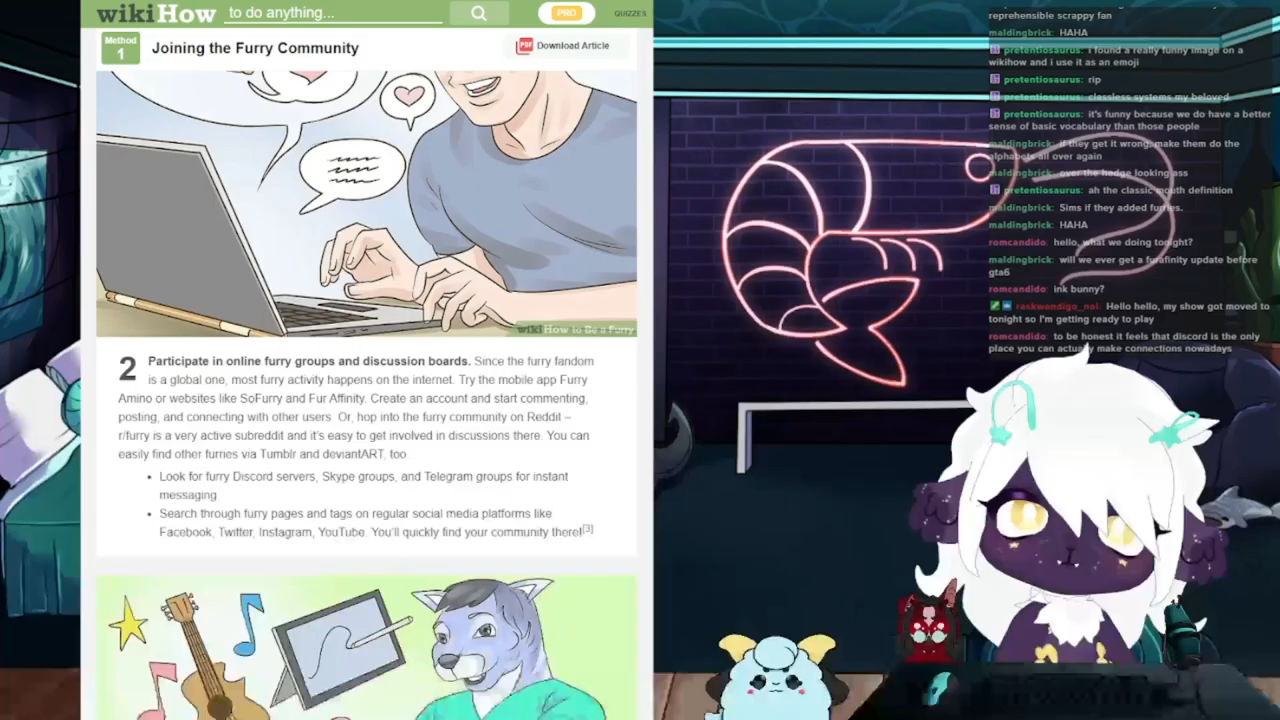 wikiHow to do anything... PRO QUIZZES
Method 1 Joining the Furry Community Download Article
PDF
wikiHow to Be a Furry
2 Participate in online furry groups and discussion boards. Since the furry fandom
is a global one, most furry activity happens on the internet. Try the mobile app Furry
Amino or websites like SoFurry and Fur Affinity. Create an account and start commenting,
posting, and connecting with other users. Or, hop into the furry community on Reddit –
r/furry is a very active subreddit and it's easy to get involved in discussions there. You can
easily find other furries via Tumblr and deviantART, too.
• Look for furry Discord servers, Skype groups, and Telegram groups for instant
messaging
• Search through furry pages and tags on regular social media platforms like
Facebook, Twitter, Instagram, YouTube. You'll quickly find your community there![3]
reprehensible scrappy fan
maldingbrick: HAHA
pretentiosaurus: i found a really funny image on a
wikihow and i use it as an emoji
pretentiosaurus: rip
pretentiosaurus: classless systems my beloved
pretentiosaurus: it's funny because we do have a better
sense of basic vocabulary than those people
maldingbrick: if they get it wrong, make them do the
alphabets all over again
maldingbrick: over the hedge looking ass
pretentiosaurus: ah the classic mouth definition
maldingbrick: Sims if they added furries.
maldingbrick: HAHA
romcandido: hello, what we doing tonight?
maldingbrick: will we ever get a furafinity update before
gta6
romcandido: ink bunny?
raskwendigo_nal: Hello hello, my show got moved to
tonight so I'm getting ready to play
romcandido: to be honest it feels that discord is the only
place you can actually make connections nowadays